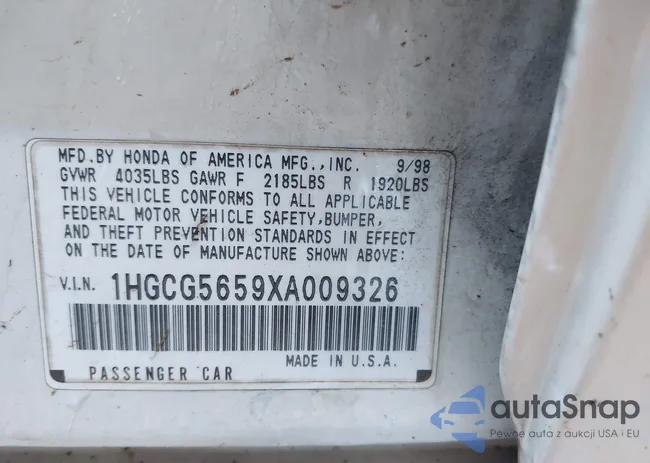 MFD.BY HONDA OF AMERICA MFG.,INC. 9/98
GVWR 4035LBS GAWR F 2185LBS R 1920LBS
THIS VEHICLE CONFORMS TO ALL APPLICABLE
FEDERAL MOTOR VEHICLE SAFETY,BUMPER,
AND THEFT PREVENTION STANDARDS IN EFFECT
ON THE DATE OF MANUFACTURE SHOWN ABOVE:
V.I.N. 1HGCG5659XA009326
PASSENGER CAR MADE IN U.S.A.
autaSnap
Pewne auta z aukcji USA i EU